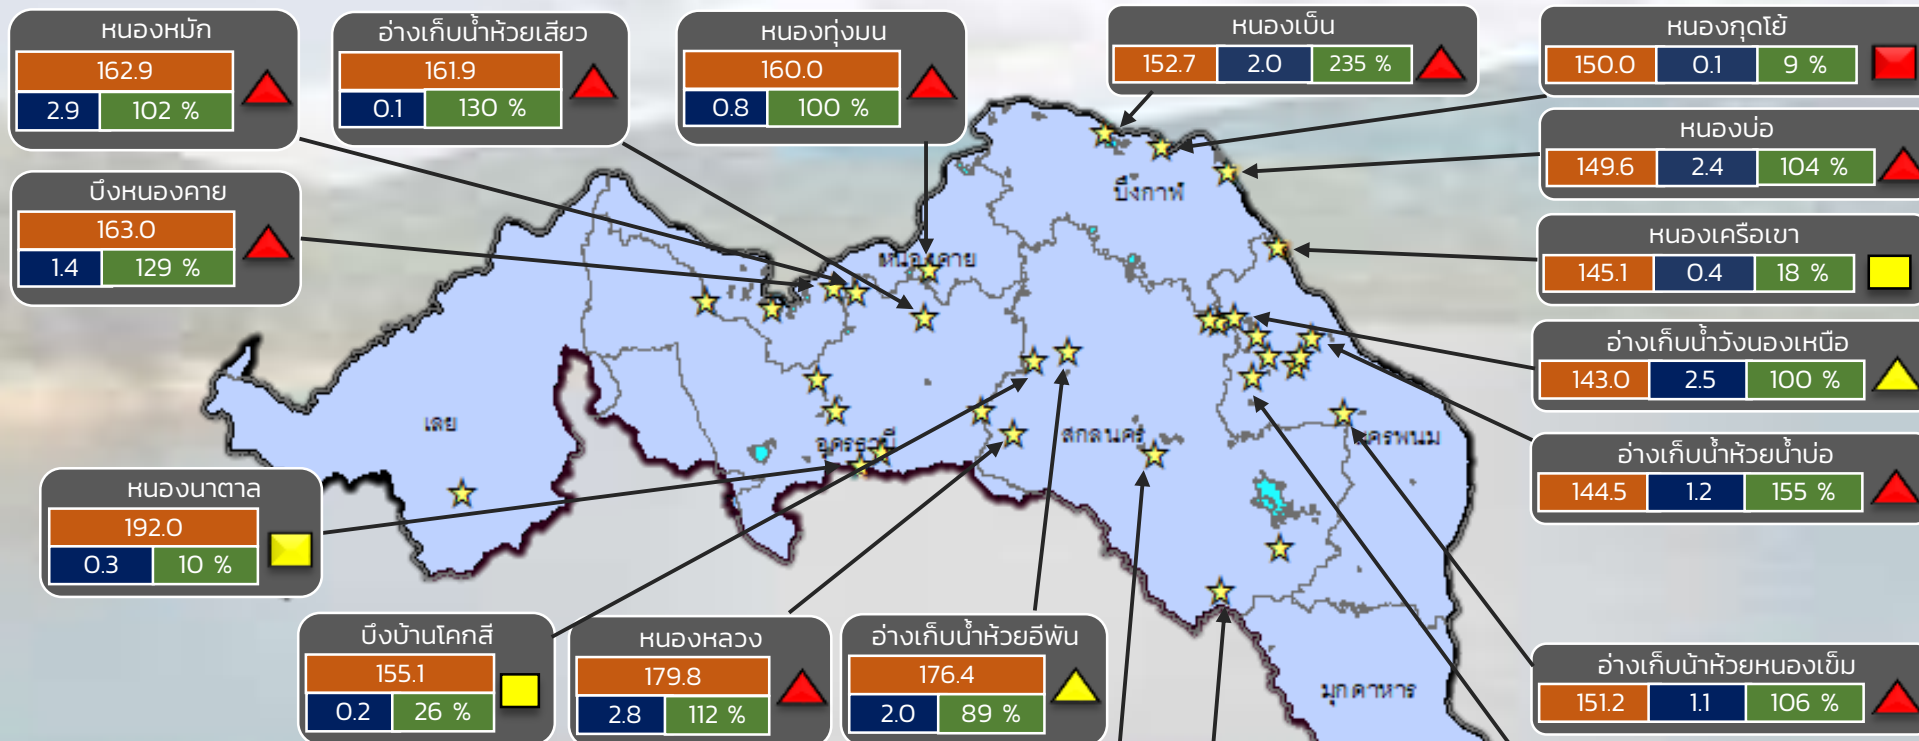 หนองหมัก
162.9
2.9 102 %
อ่างเก็บน้ำห้วยเสียว
161.9
0.1 130 %
หนองทุ่งมน
160.0
0.8 100 %
หนองเบ็น
152.7 2.0 235 %
หนองกุดโย้
150.0 0.1 9 %
หนองบ่อ
149.6 2.4 104 %
บึงหนองคาย
163.0
1.4 129 %
หนองเครือเขา
145.1 0.4 18 %
อ่างเก็บน้ำวังนองเหนือ
143.0 2.5 100 %
อ่างเก็บน้ำห้วยน้ำบ่อ
144.5 1.2 155 %
หนองนาตาล
192.0
0.3 10 %
บึงบ้านโคกสี
155.1
0.2 26 %
หนองหลวง
179.8
2.8 112 %
อ่างเก็บน้ำห้วยอีพัน
176.4
2.0 89 %
อ่างเก็บน้ำห้วยหนองเข็ม
151.2 1.1 106 %
บึงกาฬ
หนองคาย
เลย
อุดรธานี
สกลนคร
นครพนม
มุกดาหาร